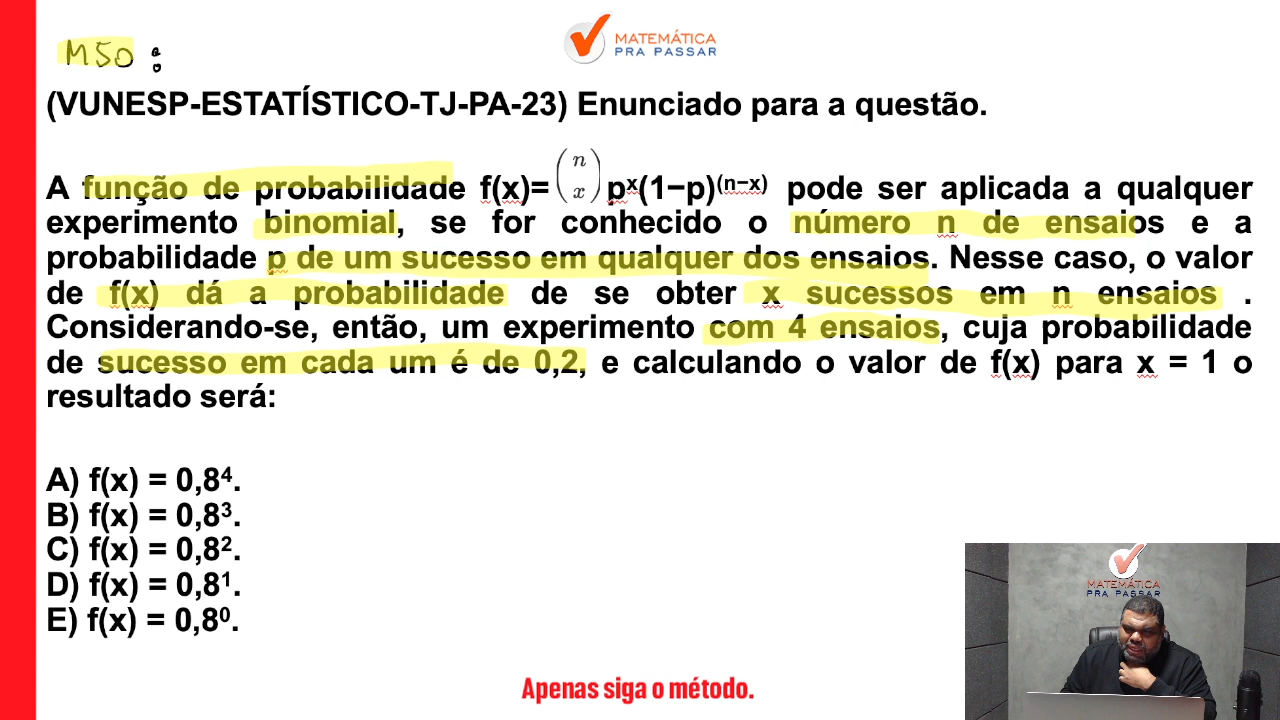 MATEMÁTICA
PRA PASSAR
M50 :
(VUNESP-ESTATÍSTICO-TJ-PA-23) Enunciado para a questão.
A função de probabilidade f(x)=(n x) pˣ(1−p)⁽ⁿ⁻ˣ⁾ pode ser aplicada a qualquer
experimento binomial, se for conhecido o número n de ensaios e a
probabilidade p de um sucesso em qualquer dos ensaios. Nesse caso, o valor
de f(x) dá a probabilidade de se obter x sucessos em n ensaios .
Considerando-se, então, um experimento com 4 ensaios, cuja probabilidade
de sucesso em cada um é de 0,2, e calculando o valor de f(x) para x = 1 o
resultado será:
A) f(x) = 0,8⁴.
B) f(x) = 0,8³.
C) f(x) = 0,8².
D) f(x) = 0,8¹.
E) f(x) = 0,8⁰.
MATEMÁTICA
PRA PASSAR
Apenas siga o método.